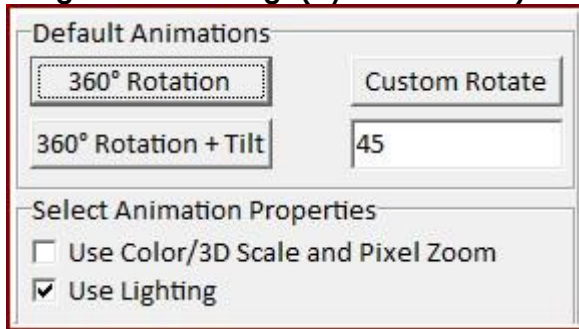 Default Animations
360° Rotation Custom Rotate
360° Rotation + Tilt 45
Select Animation Properties
Use Color/3D Scale and Pixel Zoom
Use Lighting